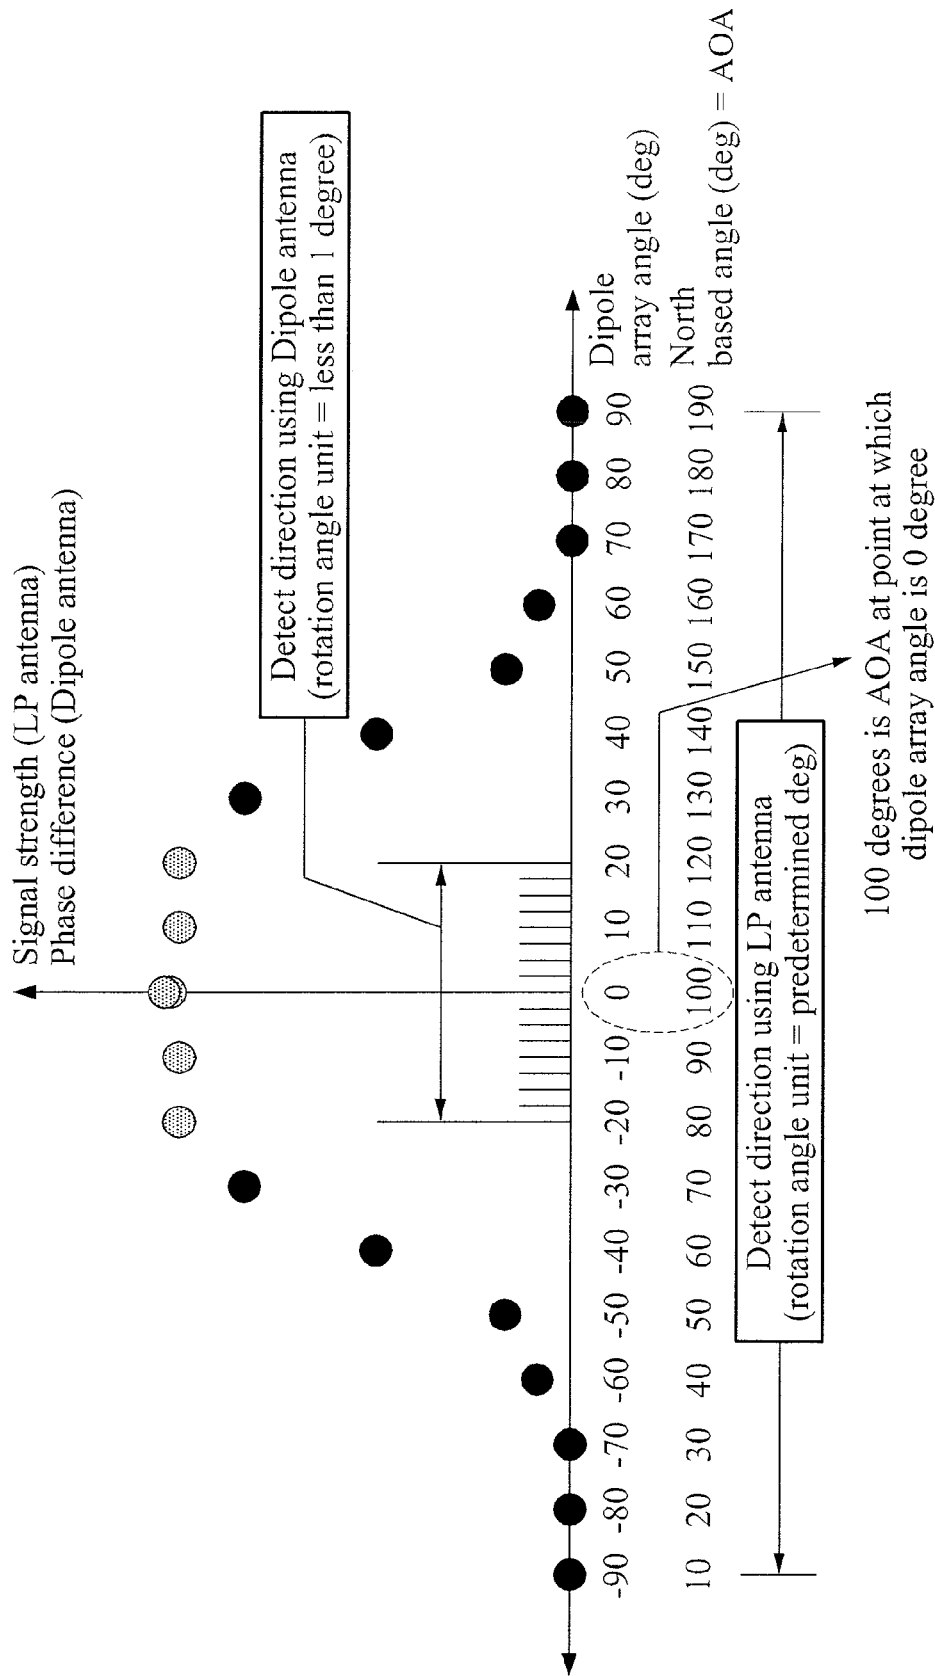 Signal strength (LP antenna)
Phase difference (Dipole antenna)
Detect direction using Dipole antenna
(rotation angle unit = less than 1 degree)
-90 -80 -70 -60 -50 -40 -30 -20 -10 0 10 20 30 40 50 60 70 80 90
Dipole
array angle (deg)
10 20 30 40 50 60 70 80 90 100 110 120 130 140 150 160 170 180 190
North
based angle (deg) = AOA
Detect direction using LP antenna
(rotation angle unit = predetermined deg)
100 degrees is AOA at point at which
dipole array angle is 0 degree